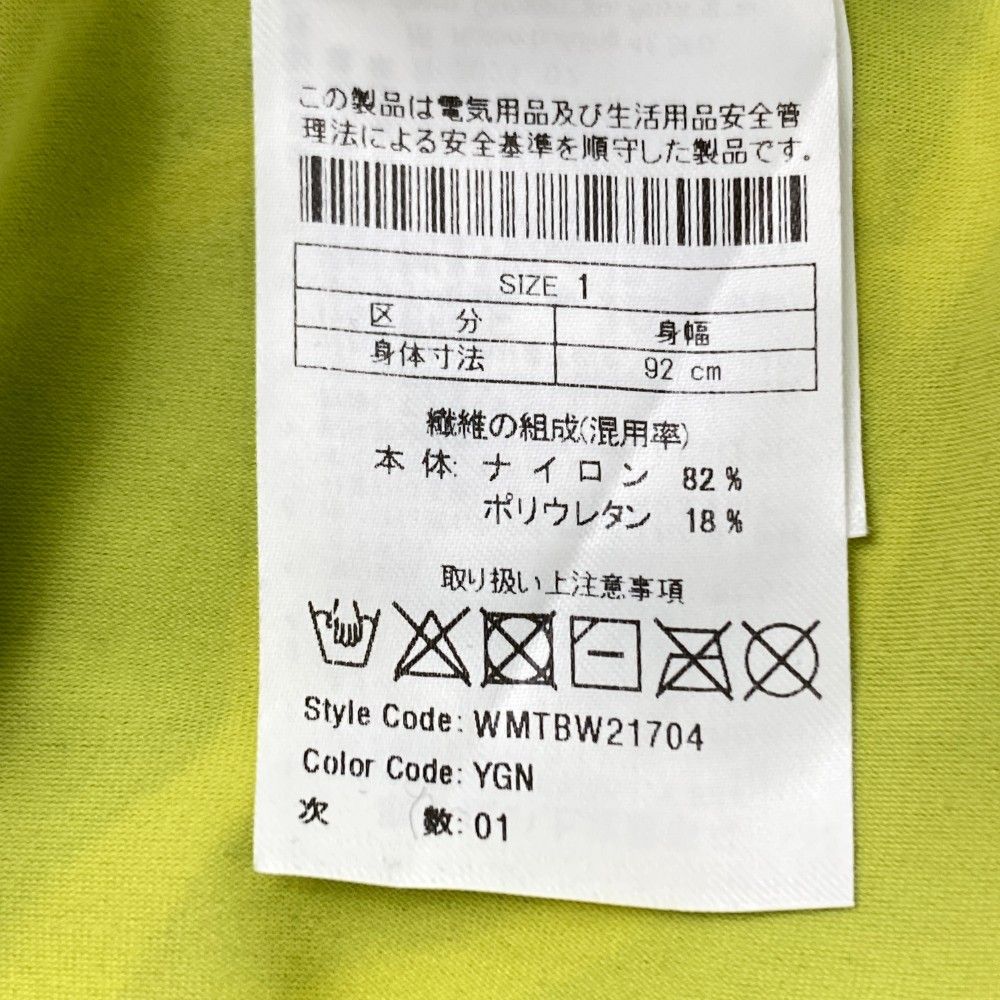 この製品は電気用品及び生活用品安全管
理法による安全基準を順守した製品です.
SIZE 1
区 分 身幅
身体寸法 92 cm
繊維の組成(混用率)
本 体: ナイロン 82 %
ポリウレタン 18 %
取り扱い上注意事項
Style Code: WMTBW21704
Color Code: YGN
次 数: 01